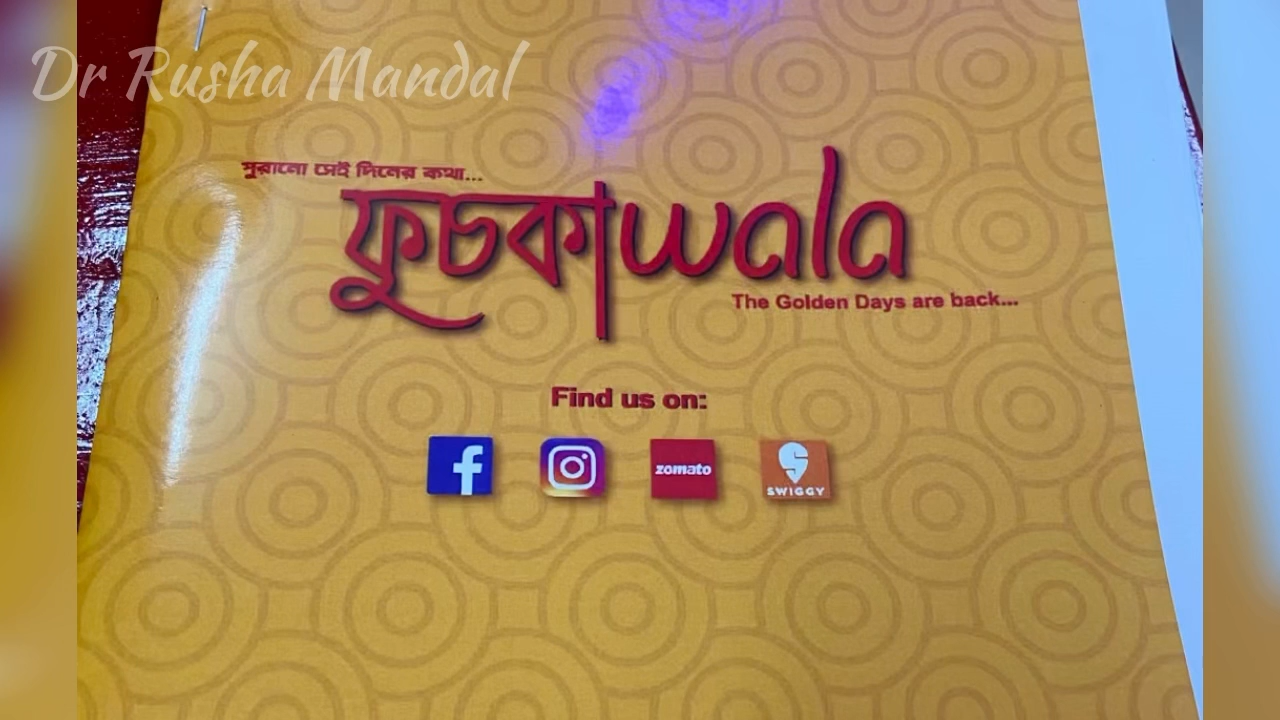 Dr Rusha Mandal
পুরানো সেই দিনের কথা...
ফুচকাwala
The Golden Days are back...
Find us on:
zomato
SWIGGY